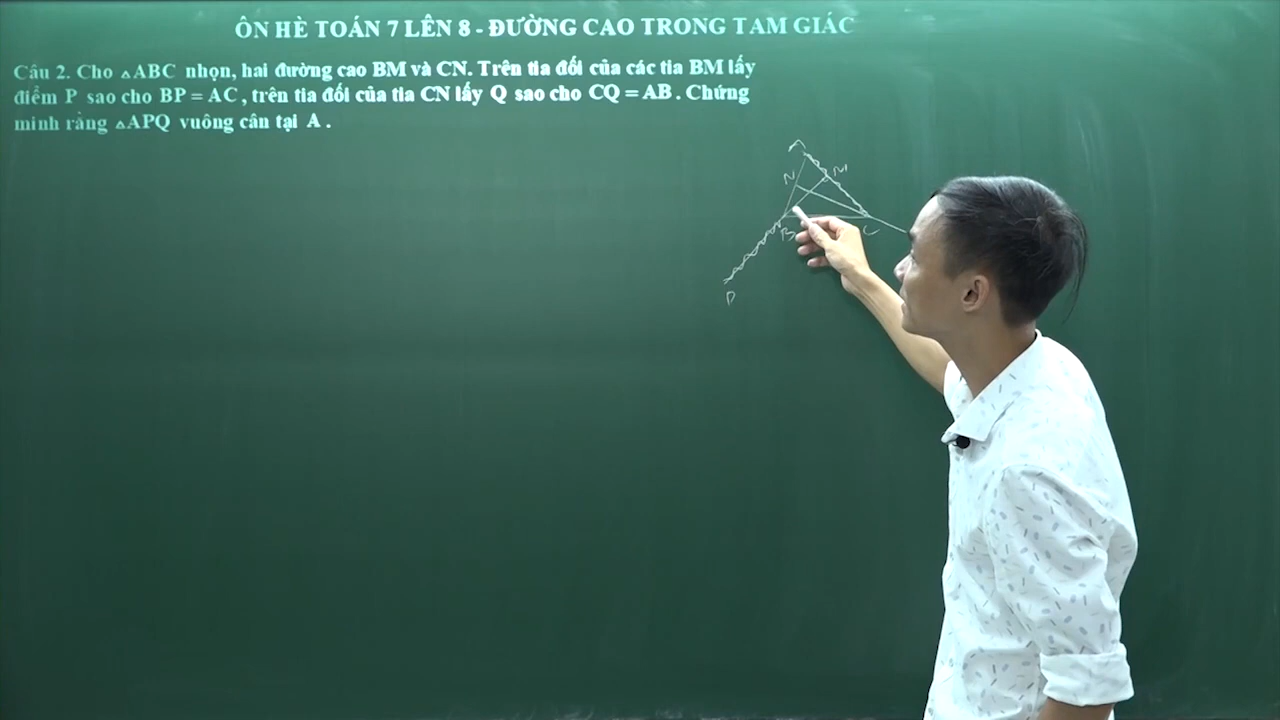 ÔN HÈ TOÁN 7 LÊN 8 - ĐƯỜNG CAO TRONG TAM GIÁC
Câu 2. Cho △ABC nhọn, hai đường cao BM và CN. Trên tia đối của các tia BM lấy
điểm P sao cho BP = AC, trên tia đối của tia CN lấy Q sao cho CQ = AB. Chứng
minh rằng △APQ vuông cân tại A.
N M
B C
P